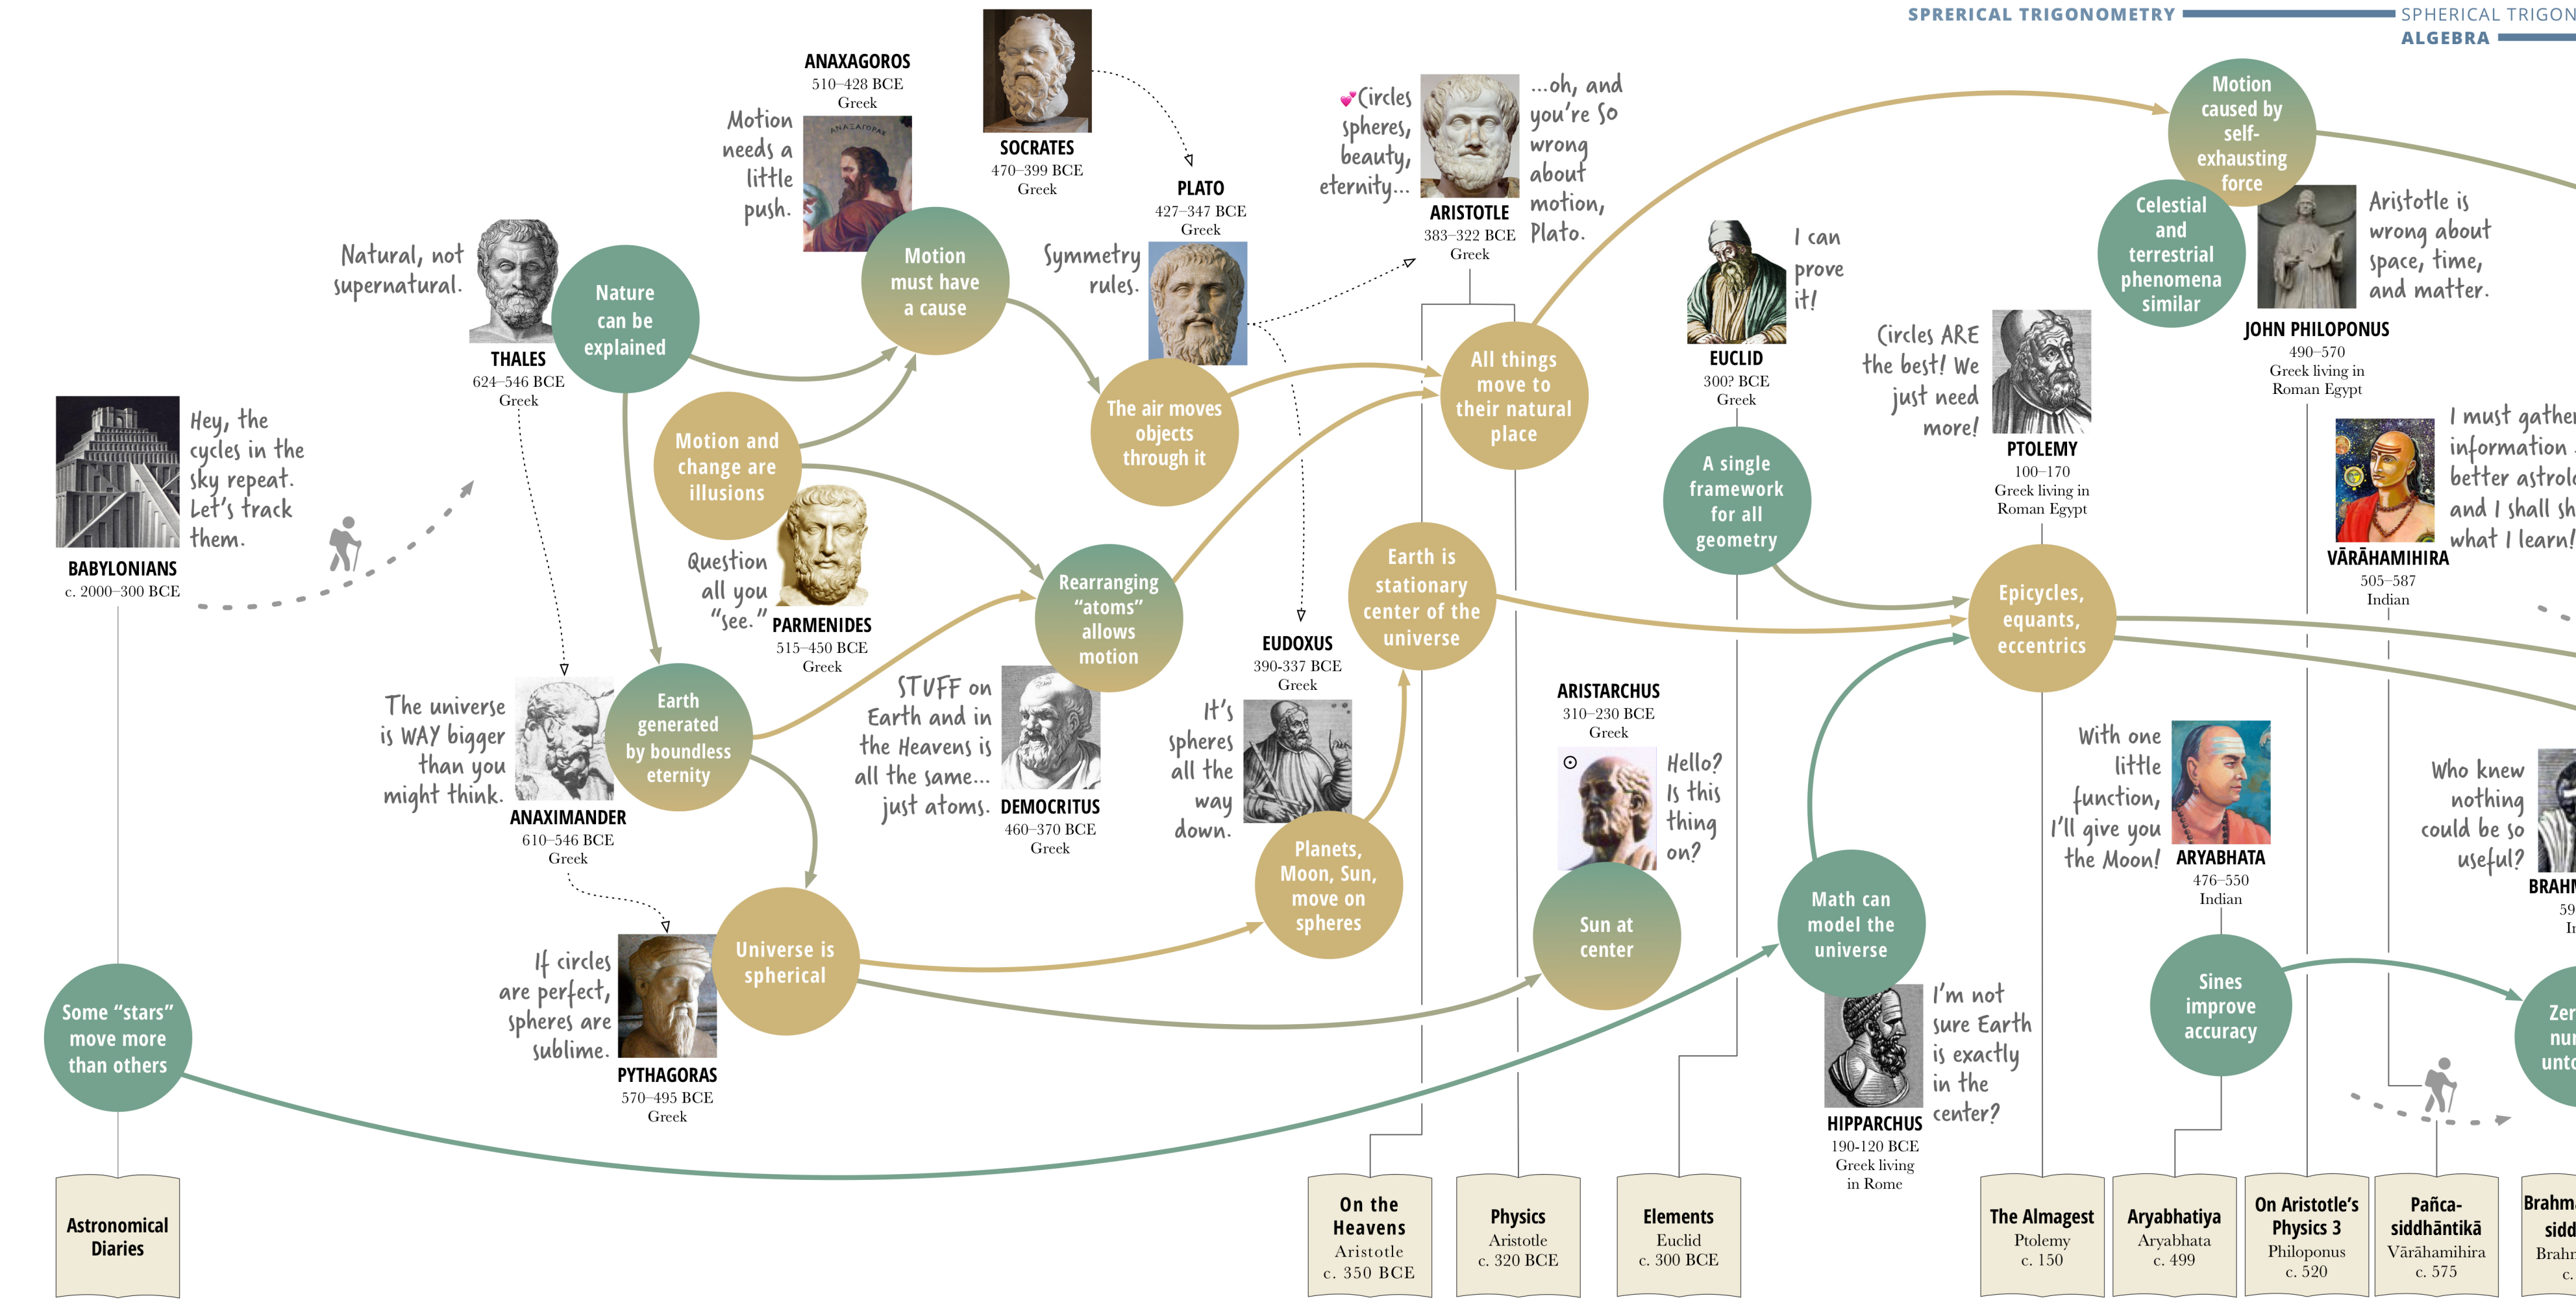 SPRERICAL TRIGONOMETRY
SPHERICAL TRIGON
ALGEBRA
BABYLONIANS
c. 2000–300 BCE
Hey, the
cycles in the
sky repeat.
Let's track
them.
Some “stars”
move more
than others
Astronomical
Diaries
Natural, not
supernatural.
THALES
624–546 BCE
Greek
Nature
can be
explained
ANAXAGOROS
510–428 BCE
Greek
Motion
needs a
little
push.
ΑΝΑΞΑΓΟΡΑΣ
Motion
must have
a cause
SOCRATES
470–399 BCE
Greek
PLATO
427–347 BCE
Greek
Symmetry
rules.
The air moves
objects
through it
Motion and
change are
illusions
Question
all you
“see.”
PARMENIDES
515–450 BCE
Greek
The universe
is WAY bigger
than you
might think.
ANAXIMANDER
610–546 BCE
Greek
Earth
generated
by boundless
eternity
If circles
are perfect,
spheres are
sublime.
PYTHAGORAS
570–495 BCE
Greek
Universe is
spherical
Rearranging
“atoms”
allows
motion
STUFF on
Earth and in
the Heavens is
all the same...
just atoms.
DEMOCRITUS
460–370 BCE
Greek
EUDOXUS
390-337 BCE
Greek
It's
spheres
all the
way
down.
Planets,
Moon, Sun,
move on
spheres
💕Circles
spheres,
beauty,
eternity...
ARISTOTLE
383–322 BCE
Greek
...oh, and
you're SO
wrong
about
motion,
Plato.
All things
move to
their natural
place
Earth is
stationary
center of the
universe
On the
Heavens
Aristotle
c. 350 BCE
Physics
Aristotle
c. 320 BCE
ARISTARCHUS
310–230 BCE
Greek
Hello?
Is this
thing
on?
Sun at
center
I can
prove
it!
EUCLID
300? BCE
Greek
A single
framework
for all
geometry
Elements
Euclid
c. 300 BCE
Math can
model the
universe
I'm not
sure Earth
is exactly
in the
center?
HIPPARCHUS
190-120 BCE
Greek living
in Rome
Circles ARE
the best! We
just need
more!
PTOLEMY
100–170
Greek living in
Roman Egypt
Epicycles,
equants,
eccentrics
The Almagest
Ptolemy
c. 150
Motion
caused by
self-
exhausting
force
Celestial
and
terrestrial
phenomena
similar
Aristotle is
wrong about
space, time,
and matter.
JOHN PHILOPONUS
490–570
Greek living in
Roman Egypt
On Aristotle's
Physics 3
Philoponus
c. 520
I must gather
information
better astrolo
and I shall sh
what I learn!
VĀRĀHAMIHIRA
505–587
Indian
Pañca-
siddhāntikā
Vārāhamihira
c. 575
With one
little
function,
I'll give you
the Moon!
ARYABHATA
476–550
Indian
Sines
improve
accuracy
Aryabhatiya
Aryabhata
c. 499
Who knew
nothing
could be so
useful?
BRAHM
59
In
Zer
nu
unto
Brahm
sidd
Brahm
c.